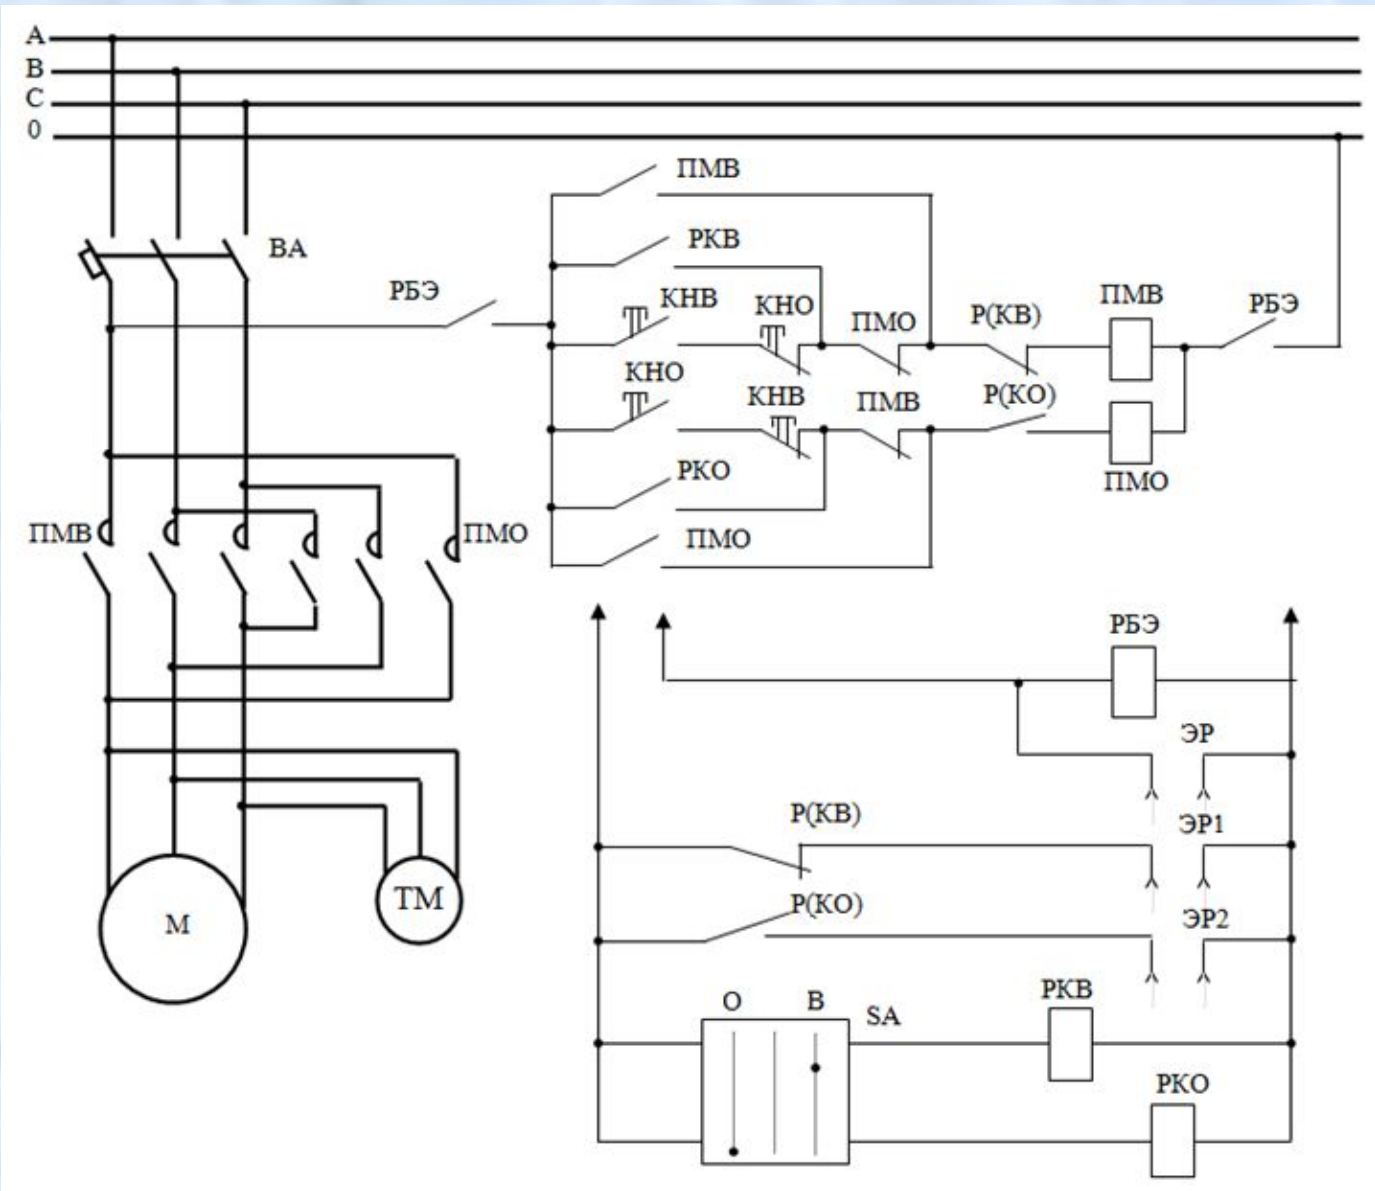 А
В
С
0
ПМВ
РКВ
ВА
РБЭ
КНВ
КНО
ПМО
Р(КВ)
ПМВ
РБЭ
КНО
КНВ
ПМВ
Р(КО)
РКО
ПМО
ПМВ
ПМО
ПМО
РБЭ
ЭР
Р(КВ)
ЭР1
Р(КО)
ЭР2
М
ТМ
О
В
SA
РКВ
РКО